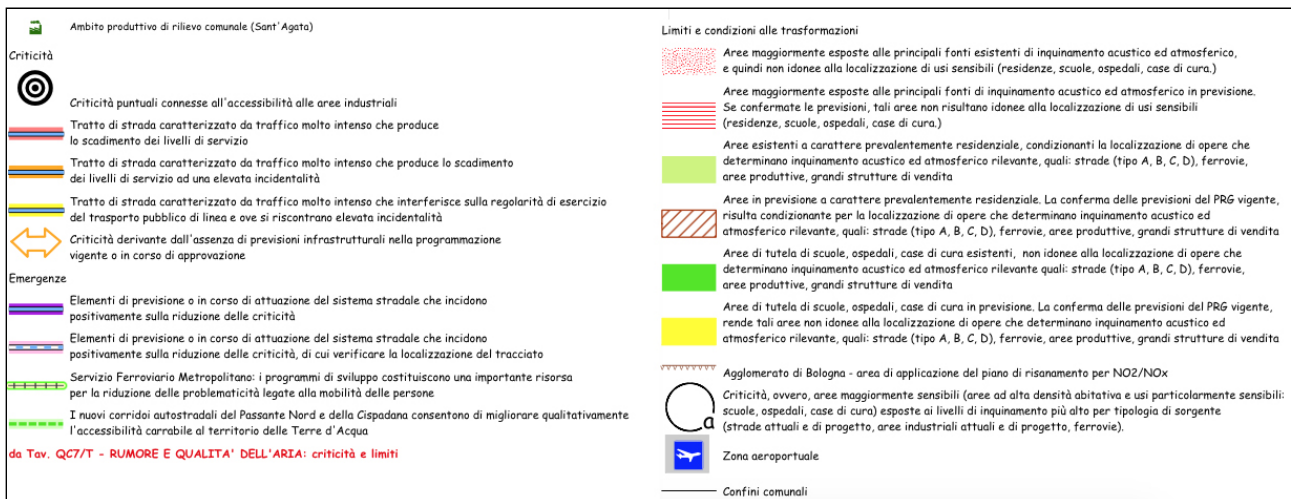 Ambito produttivo di rilievo comunale (Sant'Agata)
Criticità
Criticità puntuali connesse all'accessibilità alle aree industriali
Tratto di strada caratterizzato da traffico molto intenso che produce
lo scadimento dei livelli di servizio
Tratto di strada caratterizzato da traffico molto intenso che produce lo scadimento
dei livelli di servizio ad una elevata incidentalità
Tratto di strada caratterizzato da traffico molto intenso che interferisce sulla regolarità di esercizio
del trasporto pubblico di linea e ove si riscontrano elevata incidentalità
Criticità derivante dall'assenza di previsioni infrastrutturali nella programmazione
vigente o in corso di approvazione
Emergenze
Elementi di previsione o in corso di attuazione del sistema stradale che incidono
positivamente sulla riduzione delle criticità
Elementi di previsione o in corso di attuazione del sistema stradale che incidono
positivamente sulla riduzione delle criticità, di cui verificare la localizzazione del tracciato
Servizio Ferroviario Metropolitano: i programmi di sviluppo costituiscono una importante risorsa
per la riduzione delle problematicità legate alla mobilità delle persone
I nuovi corridoi autostradali del Passante Nord e della Cispadana consentono di migliorare qualitativamente
l'accessibilità carrabile al territorio delle Terre d'Acqua
da Tav. QC7/T - RUMORE E QUALITA' DELL'ARIA: criticità e limiti
Limiti e condizioni alle trasformazioni
Aree maggiormente esposte alle principali fonti esistenti di inquinamento acustico ed atmosferico,
e quindi non idonee alla localizzazione di usi sensibili (residenze, scuole, ospedali, case di cura.)
Aree maggiormente esposte alle principali fonti di inquinamento acustico ed atmosferico in previsione.
Se confermate le previsioni, tali aree non risultano idonee alla localizzazione di usi sensibili
(residenze, scuole, ospedali, case di cura.)
Aree esistenti a carattere prevalentemente residenziale, condizionanti la localizzazione di opere che
determinano inquinamento acustico ed atmosferico rilevante, quali: strade (tipo A, B, C, D), ferrovie,
aree produttive, grandi strutture di vendita
Aree in previsione a carattere prevalentemente residenziale. La conferma delle previsioni del PRG vigente,
risulta condizionante per la localizzazione di opere che determinano inquinamento acustico ed
atmosferico rilevante, quali: strade (tipo A, B, C, D), ferrovie, aree produttive, grandi strutture di vendita
Aree di tutela di scuole, ospedali, case di cura esistenti, non idonee alla localizzazione di opere che
determinano inquinamento acustico ed atmosferico rilevante quali: strade (tipo A, B, C, D), ferrovie,
aree produttive, grandi strutture di vendita
Aree di tutela di scuole, ospedali, case di cura in previsione. La conferma delle previsioni del PRG vigente,
rende tali aree non idonee alla localizzazione di opere che determinano inquinamento acustico ed
atmosferico rilevante, quali: strade (tipo A, B, C, D), ferrovie, aree produttive, grandi strutture di vendita
Agglomerato di Bologna - area di applicazione del piano di risanamento per NO2/NOx
Criticità, ovvero, aree maggiormente sensibili (aree ad alta densità abitativa e usi particolarmente sensibili:
scuole, ospedali, case di cura) esposte ai livelli di inquinamento più alto per tipologia di sorgente
(strade attuali e di progetto, aree industriali attuali e di progetto, ferrovie).
a
Zona aeroportuale
Confini comunali